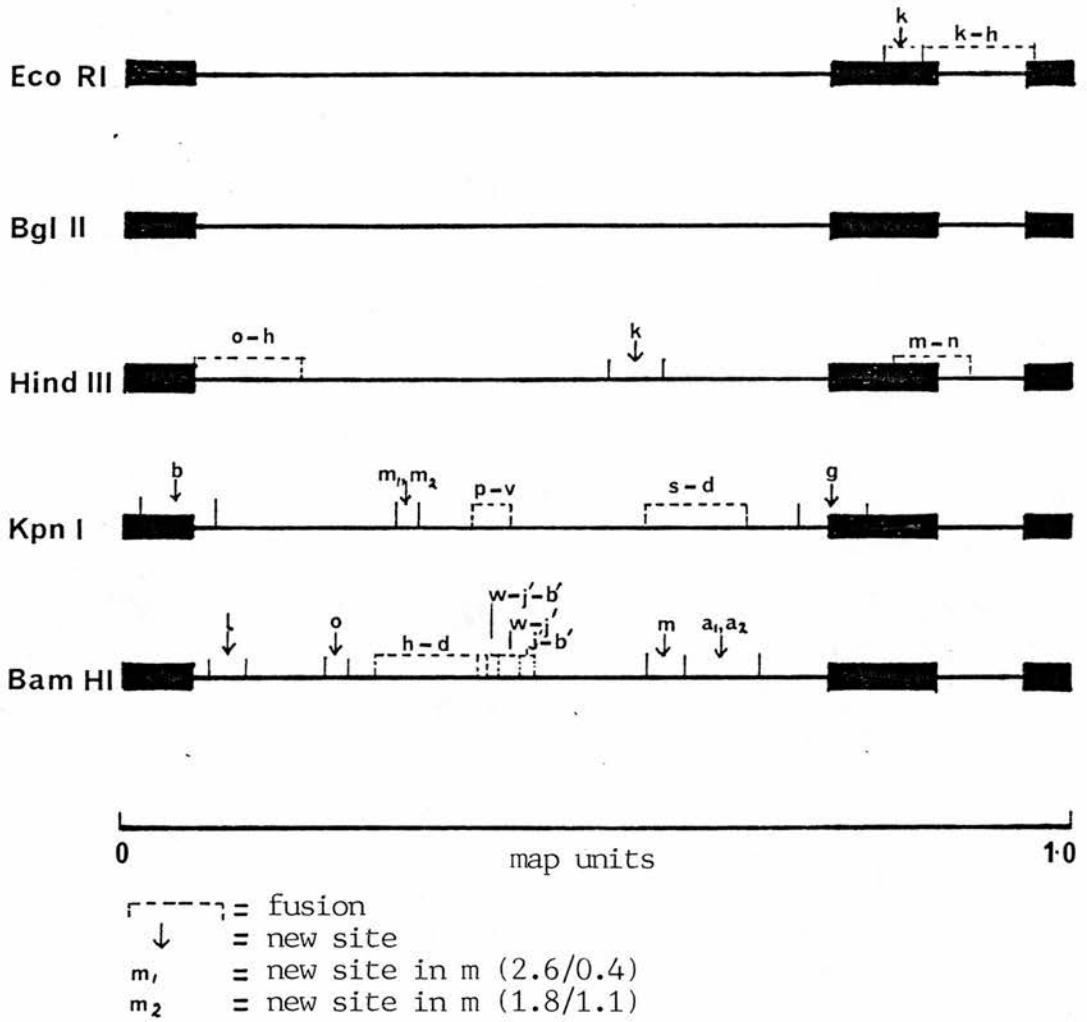 k
k-h
Eco RI
Bgl II
o-h
k
m-n
Hind III
b
m₁, m₂
p-v
s-d
g
Kpn I
w-j'-b'
w-j'
j'-b'
l
o
h-d
m
a₁, a₂
Bam HI
0
map units
1·0
= fusion
= new site
m₁ = new site in m (2.6/0.4)
m₂ = new site in m (1.8/1.1)